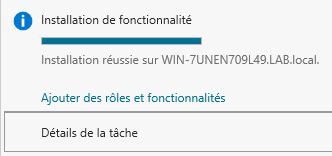 Installation de fonctionnalité
Installation réussie sur WIN-7UNEN709L49.LAB.local.
Ajouter des rôles et fonctionnalités
Détails de la tâche